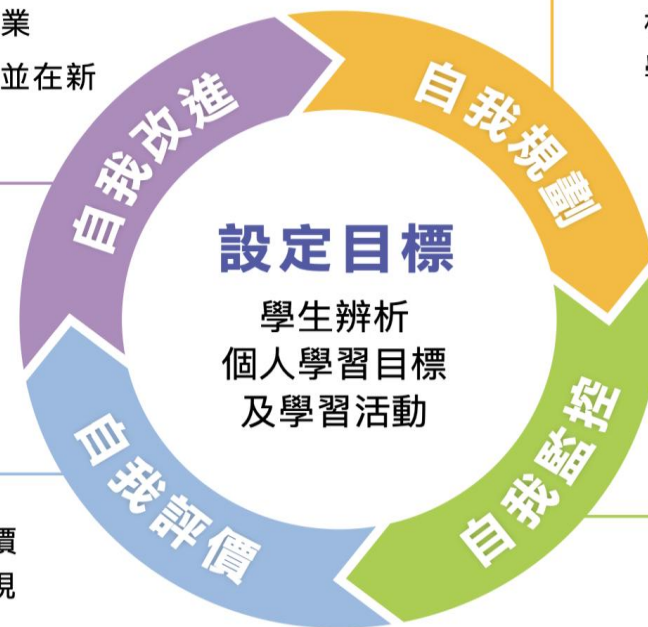 業
並在新
自我改進
自我規劃
設定目標
學生辨析
個人學習目標
及學習活動
自我監控
自我評價
價
現